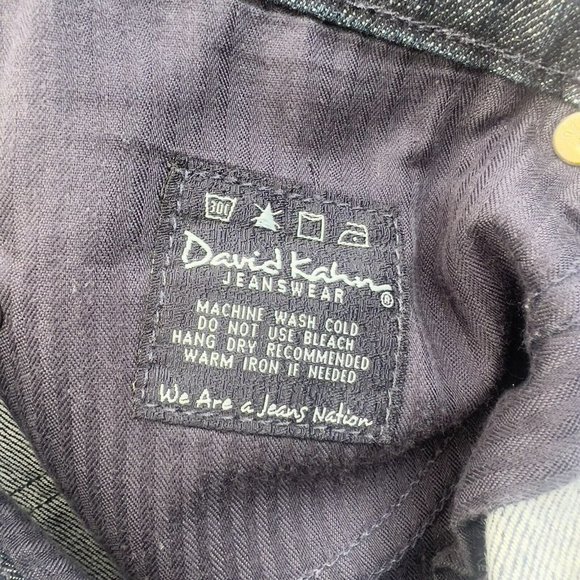 30C
David Kahn
JEANSWEAR ®
MACHINE WASH COLD
DO NOT USE BLEACH
HANG DRY RECOMMENDED
WARM IRON IF NEEDED
We Are a Jeans Nation